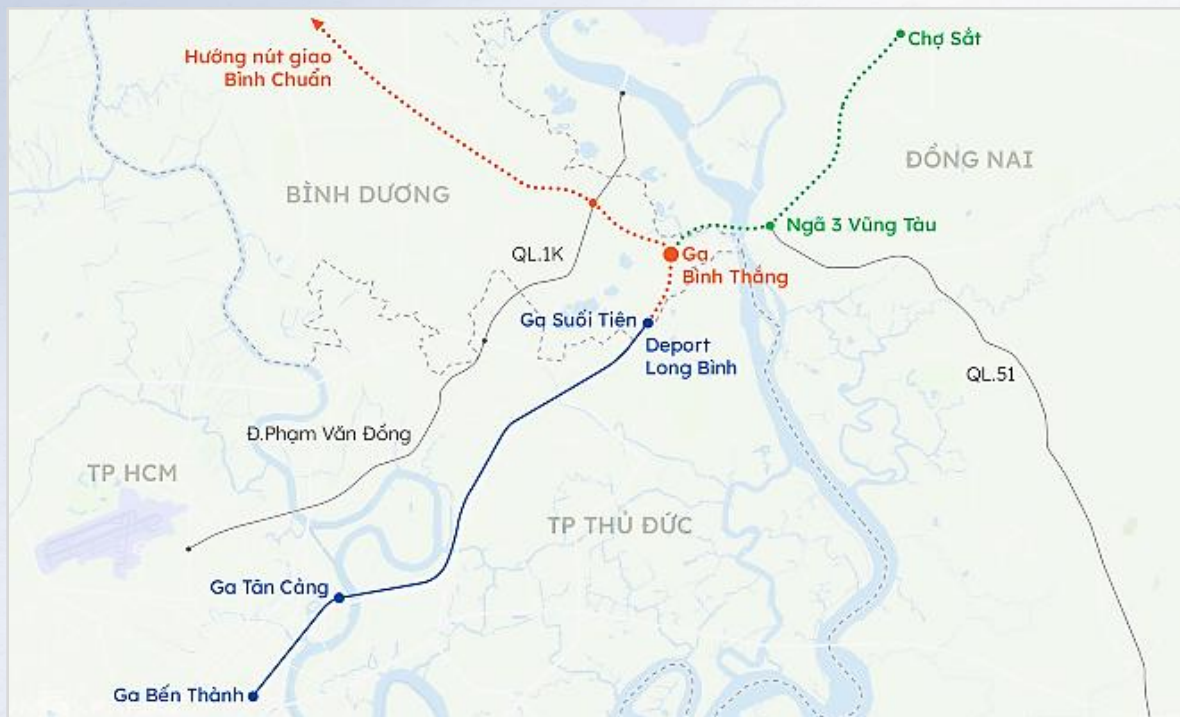 Chợ Sắt
Hướng nút giao
Bình Chuẩn
ĐỒNG NAI
BÌNH DƯƠNG
Ngã 3 Vũng Tàu
QL.1K
Ga
Bình Thắng
Ga Suối Tiên
Deport
Long Bình
QL.51
Đ.Phạm Văn Đồng
TP HCM
TP THỦ ĐỨC
Ga Tân Cảng
Ga Bến Thành